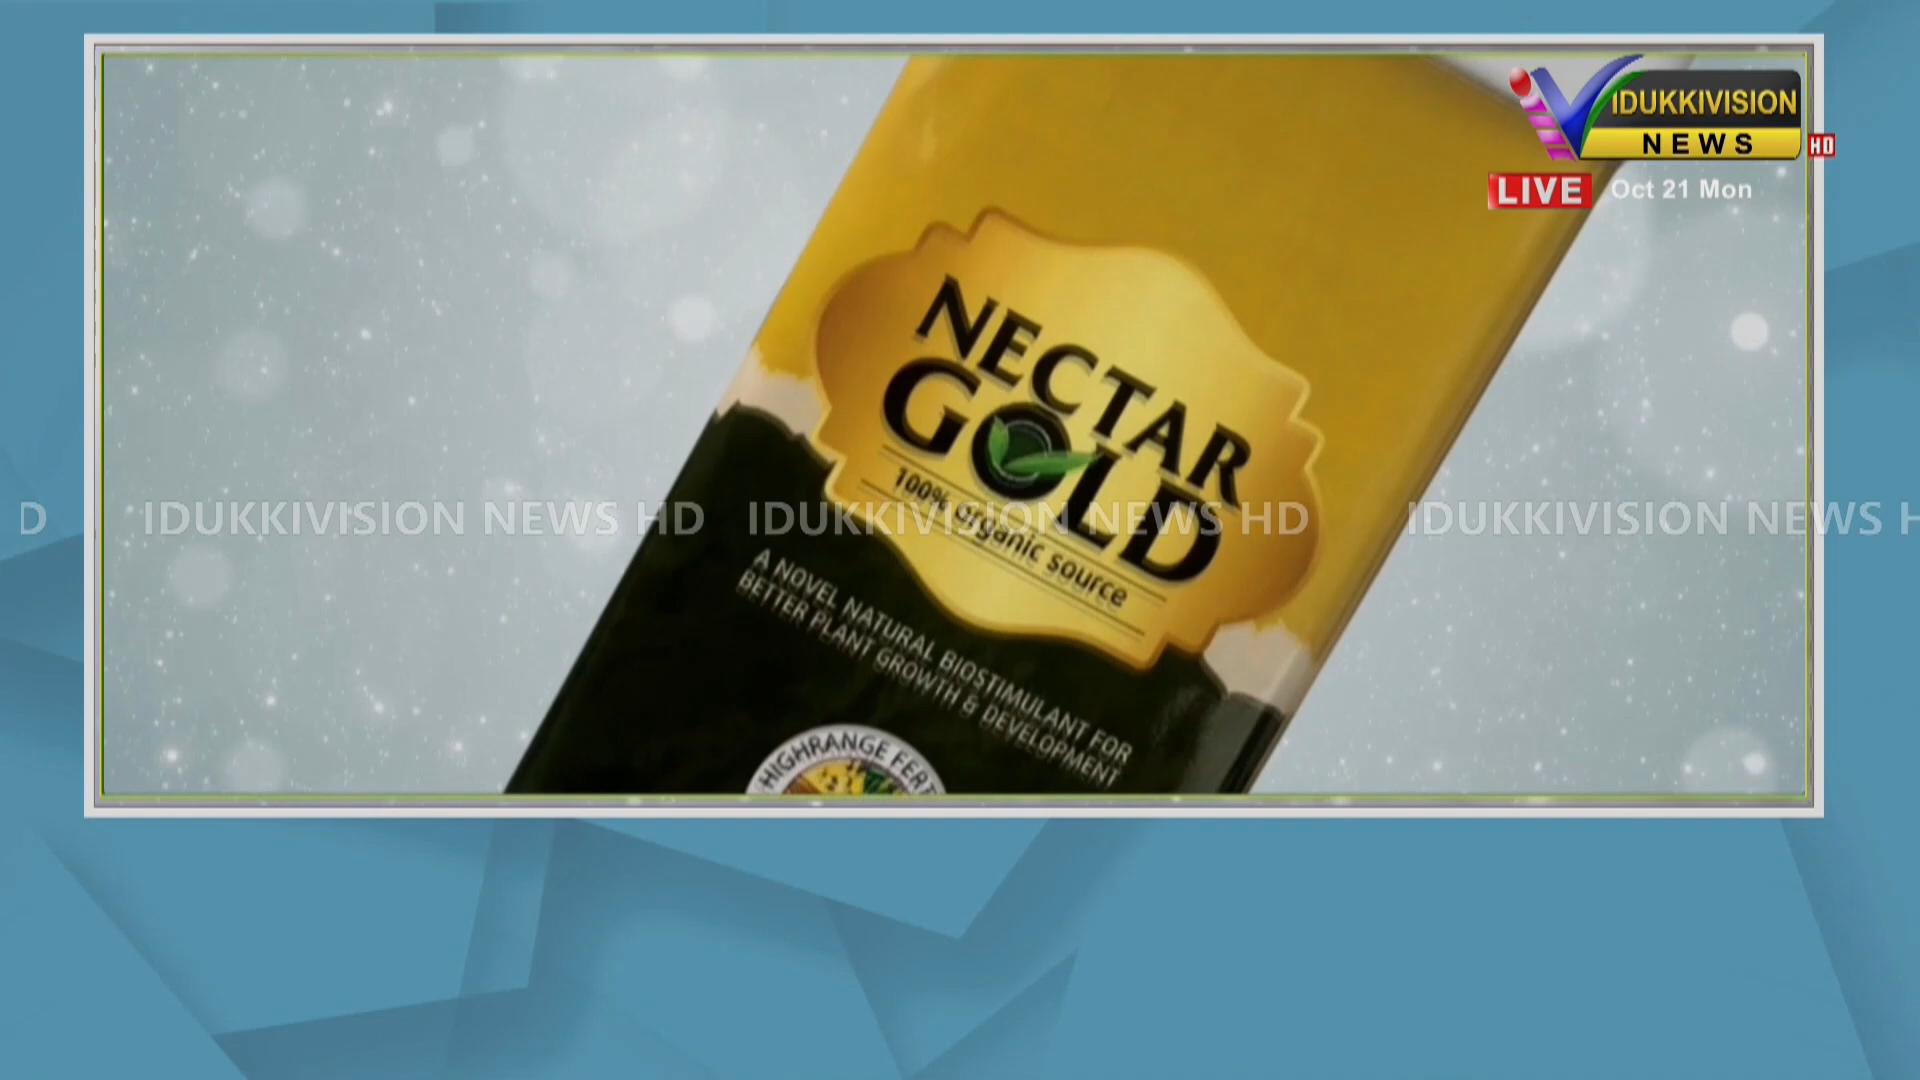 IDUKKIVISION
NEWS
HD
LIVE Oct 21 Mon
NECTAR
GOLD
100% organic source
D IDUKKIVISION NEWS HD IDUKKIVISION NEWS HD IDUKKIVISION NEWS H
A NOVEL NATURAL BIOSTIMULANT FOR
BETTER PLANT GROWTH & DEVELOPMENT
HIGHRANGE FERT